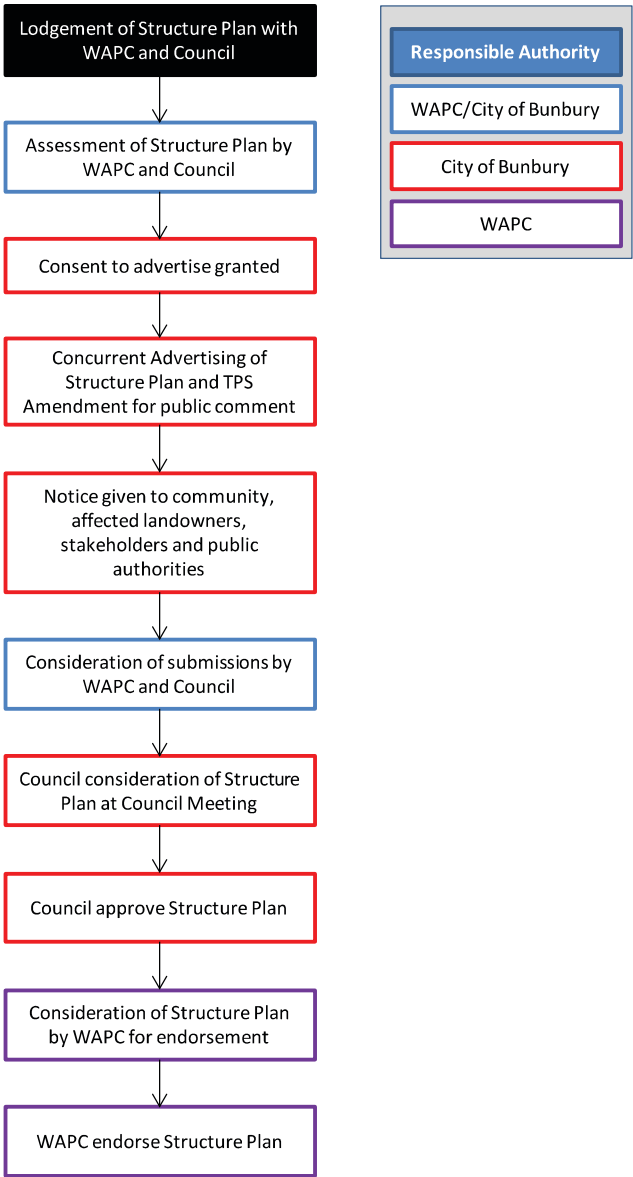 Lodgement of Structure Plan with
WAPC and Council
Assessment of Structure Plan by
WAPC and Council
Consent to advertise granted
Concurrent Advertising of
Structure Plan and TPS
Amendment for public comment
Notice given to community,
affected landowners,
stakeholders and public
authorities
Consideration of submissions by
WAPC and Council
Council consideration of Structure
Plan at Council Meeting
Council approve Structure Plan
Consideration of Structure Plan
by WAPC for endorsement
WAPC endorse Structure Plan
Responsible Authority
WAPC/City of Bunbury
City of Bunbury
WAPC